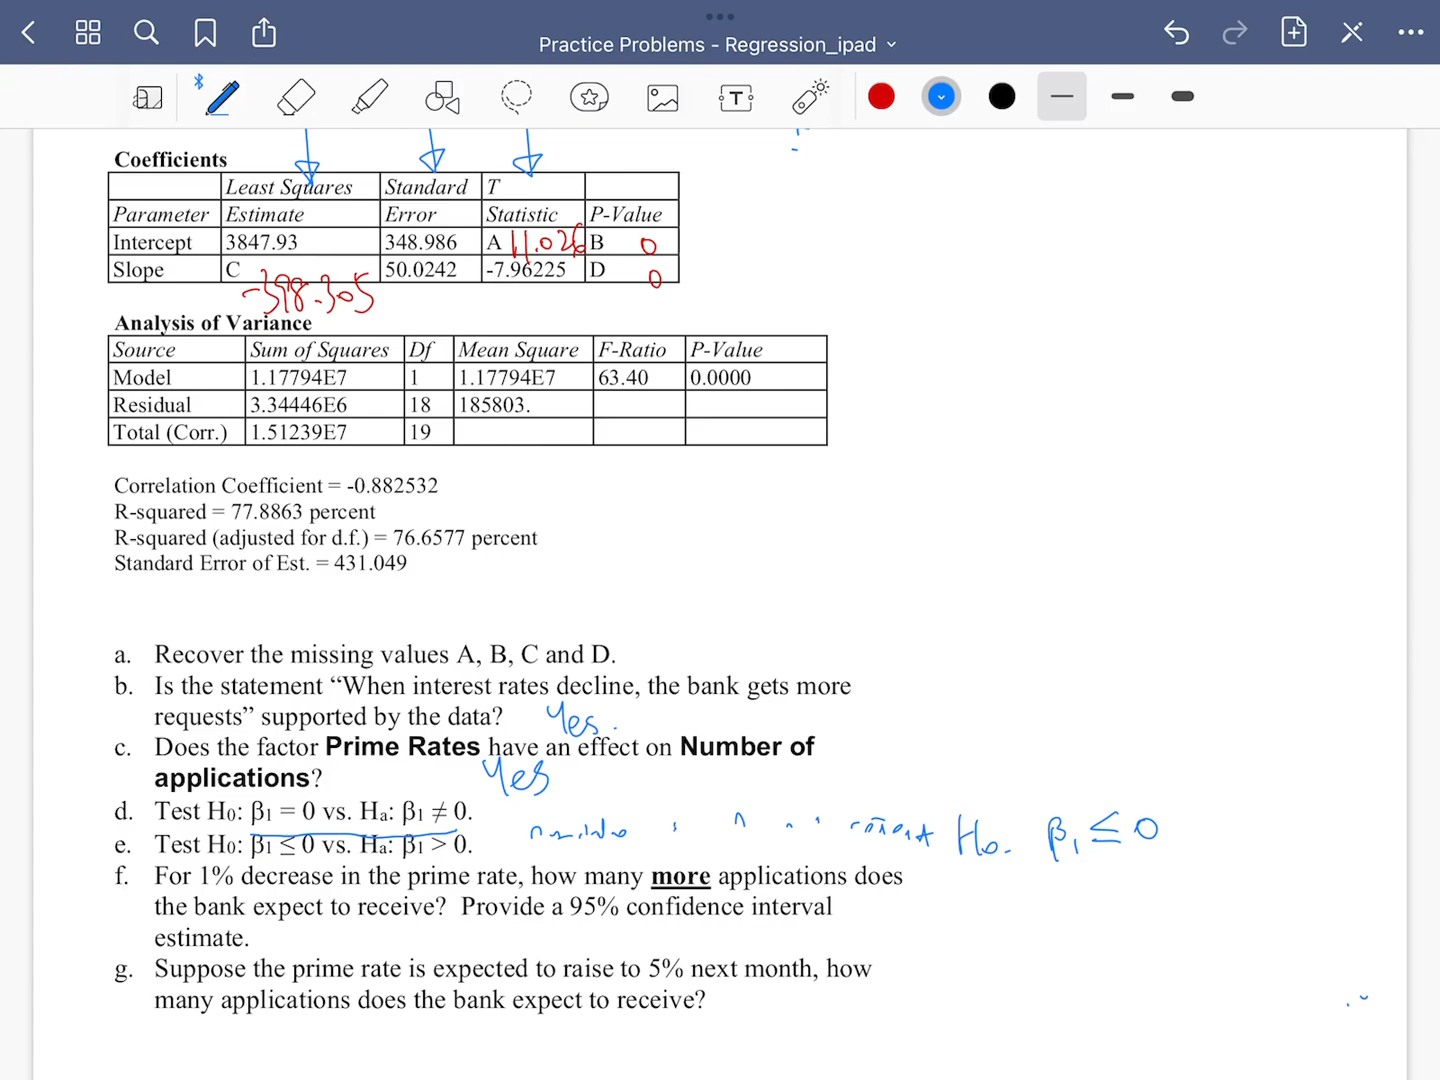 Practice Problems - Regression_ipad
Coefficients
Least Squares Standard T
Parameter Estimate Error Statistic P-Value
Intercept 3847.93 348.986 A 11.026 B 0
Slope C 50.0242 -7.96225 D 0
-398.305
Analysis of Variance
Source Sum of Squares Df Mean Square F-Ratio P-Value
Model 1.17794E7 1 1.17794E7 63.40 0.0000
Residual 3.34446E6 18 185803.
Total (Corr.) 1.51239E7 19
Correlation Coefficient = -0.882532
R-squared = 77.8863 percent
R-squared (adjusted for d.f.) = 76.6577 percent
Standard Error of Est. = 431.049
a. Recover the missing values A, B, C and D.
b. Is the statement “When interest rates decline, the bank gets more
requests” supported by the data? Yes.
c. Does the factor Prime Rates have an effect on Number of
applications? Yes
d. Test H0: β1 = 0 vs. Ha: β1 ≠ 0.
e. Test H0: β1 ≤ 0 vs. Ha: β1 > 0. H0. β1 ≤ 0
f. For 1% decrease in the prime rate, how many more applications does
the bank expect to receive? Provide a 95% confidence interval
estimate.
g. Suppose the prime rate is expected to raise to 5% next month, how
many applications does the bank expect to receive?